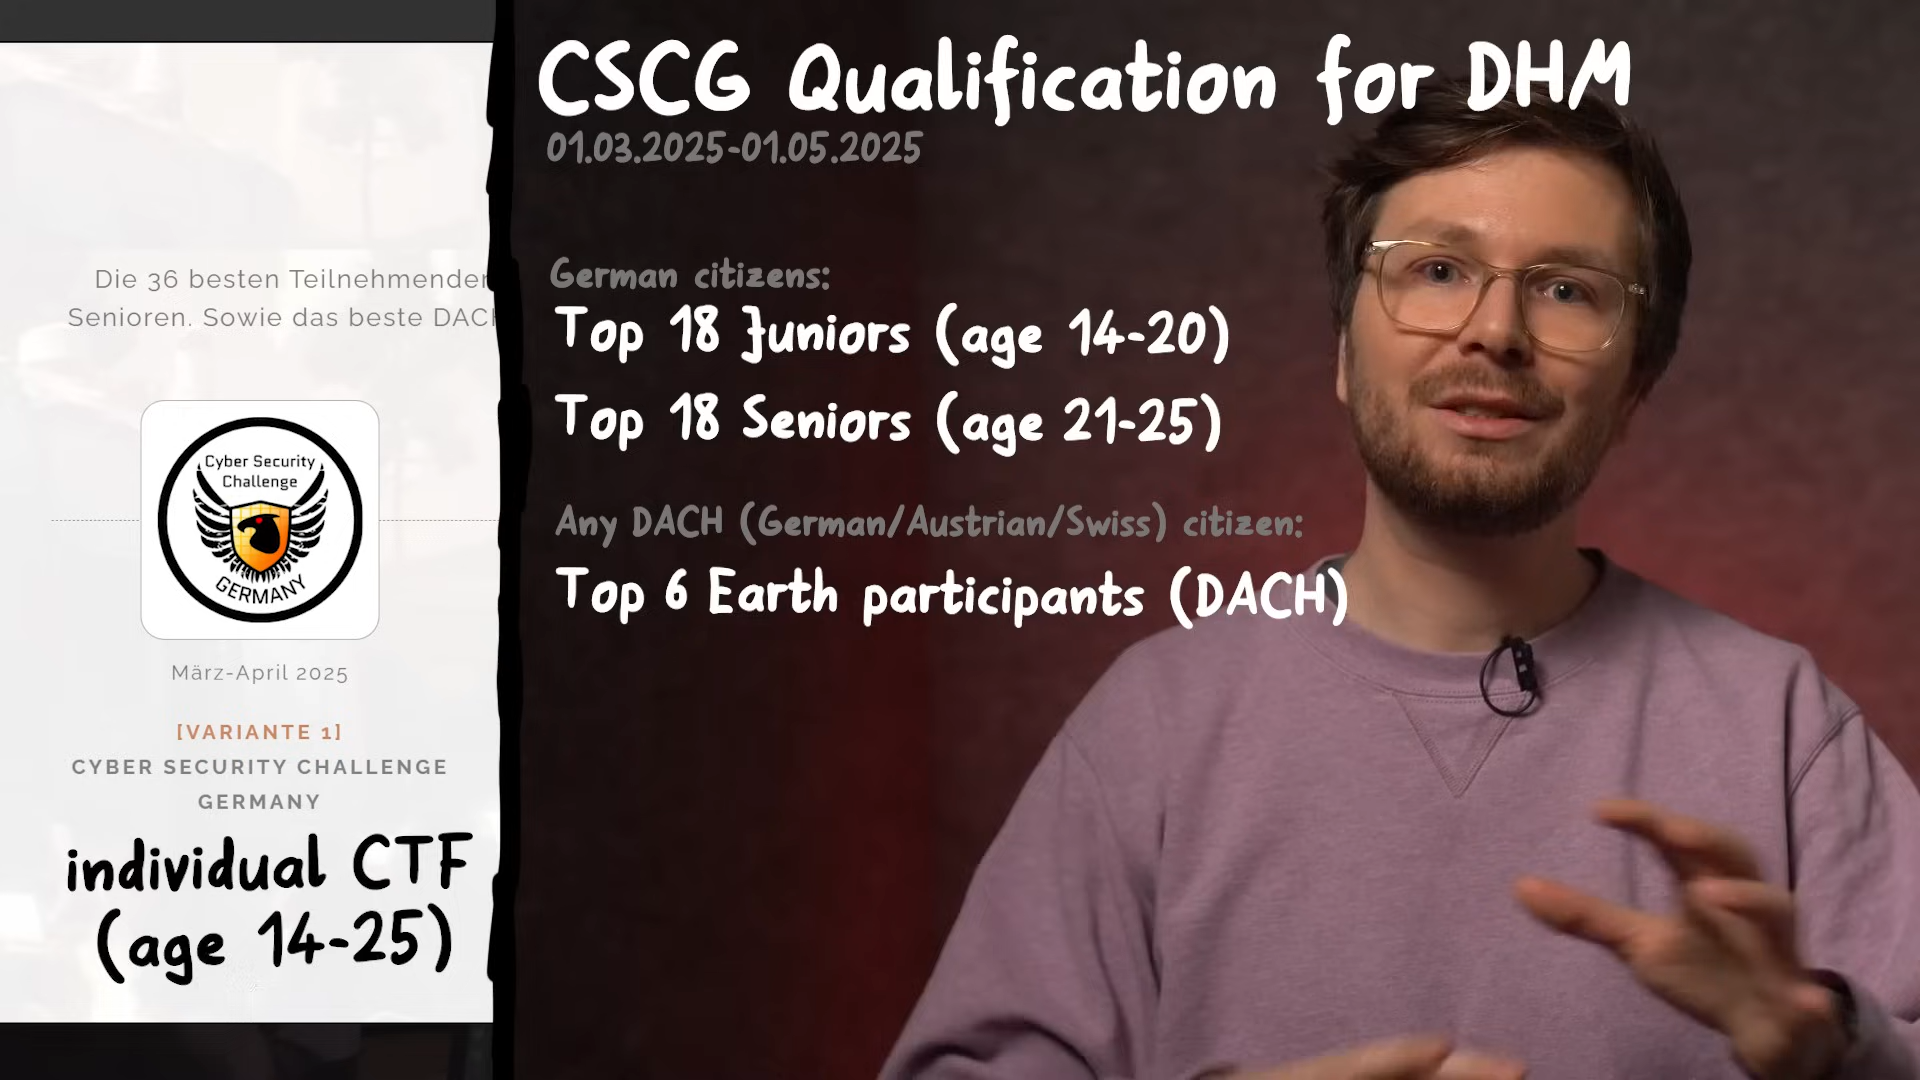 CSCG Qualification for DHM
01.03.2025-01.05.2025
German citizens:
Top 18 Juniors (age 14-20)
Top 18 Seniors (age 21-25)
Any DACH (German/Austrian/Swiss) citizen:
Top 6 Earth participants (DACH)
Die 36 besten Teilnehmenden
Senioren. Sowie das beste DACH
Cyber Security
Challenge
GERMANY
März-April 2025
[VARIANTE 1]
CYBER SECURITY CHALLENGE
GERMANY
individual CTF
(age 14-25)